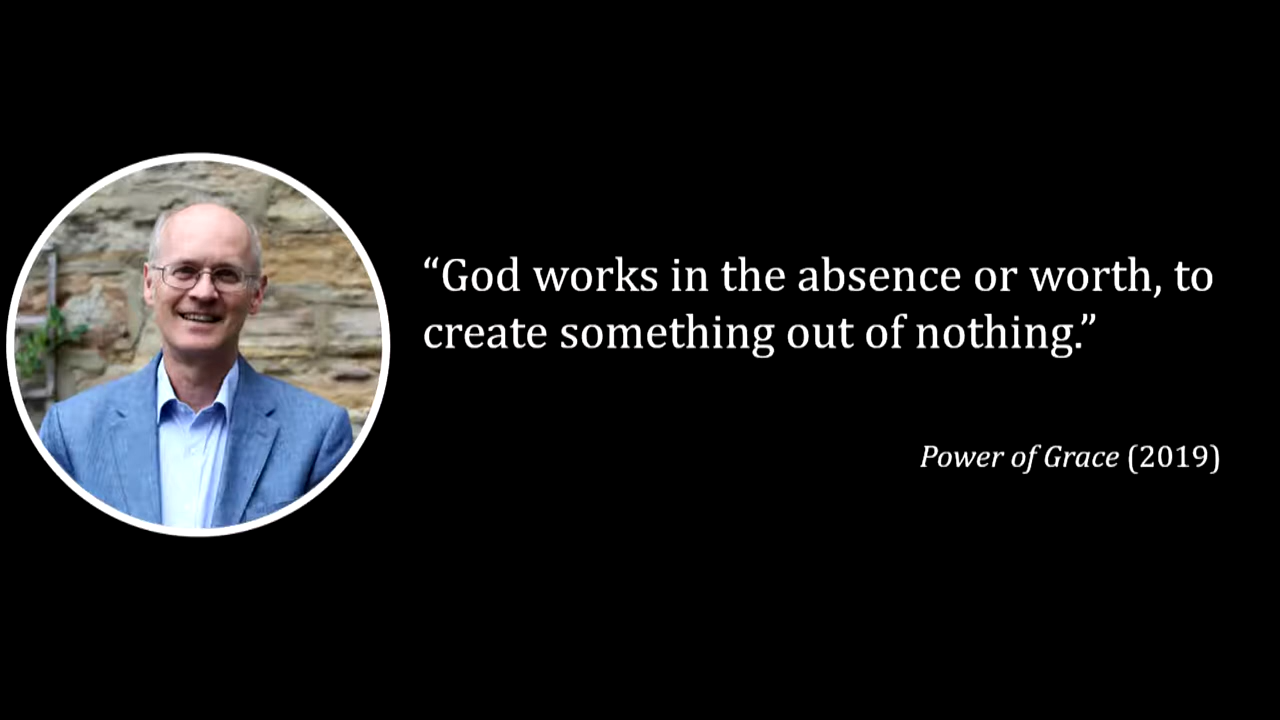 “God works in the absence or worth, to
create something out of nothing.”
Power of Grace (2019)